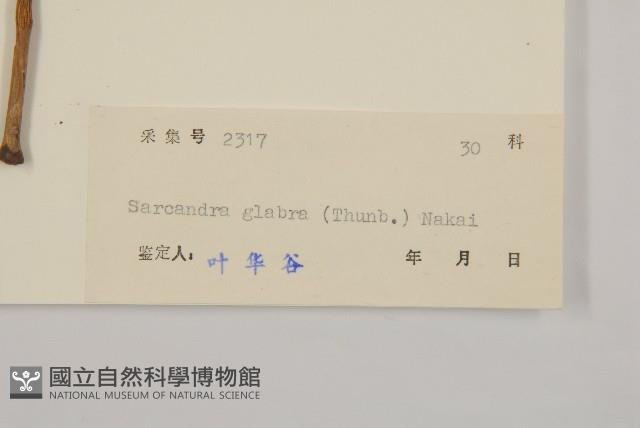 采集号 2317 30 科
Sarcandra glabra (Thunb.) Nakai
鉴定人: 叶华谷 年 月 日
國立自然科學博物館
NATIONAL MUSEUM OF NATURAL SCIENCE